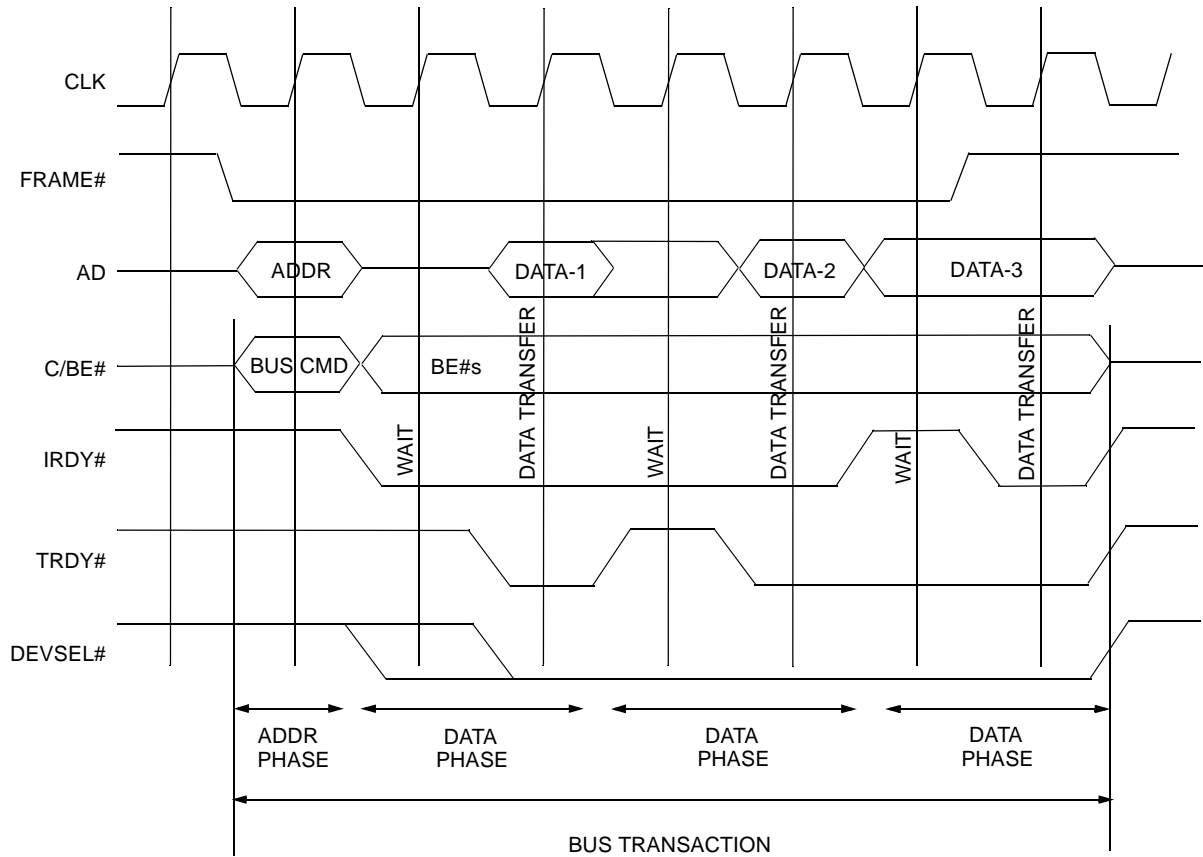 CLK
FRAME#
AD
ADDR
DATA-1
DATA-2
DATA-3
C/BE#
BUS CMD
BE#s
IRDY#
WAIT
DATA TRANSFER
WAIT
DATA TRANSFER
WAIT
DATA TRANSFER
TRDY#
DEVSEL#
ADDR
PHASE
DATA
PHASE
DATA
PHASE
DATA
PHASE
BUS TRANSACTION